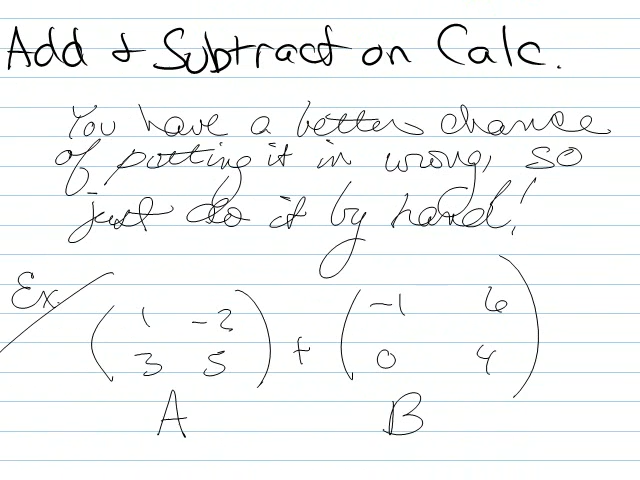 Add & Subtract on Calc.
You have a better chance
of putting it in wrong, so
just do it by hand!
Ex.
( 1 -2 ) + ( -1 6 )
( 3 5 ) ( 0 4 )
A B